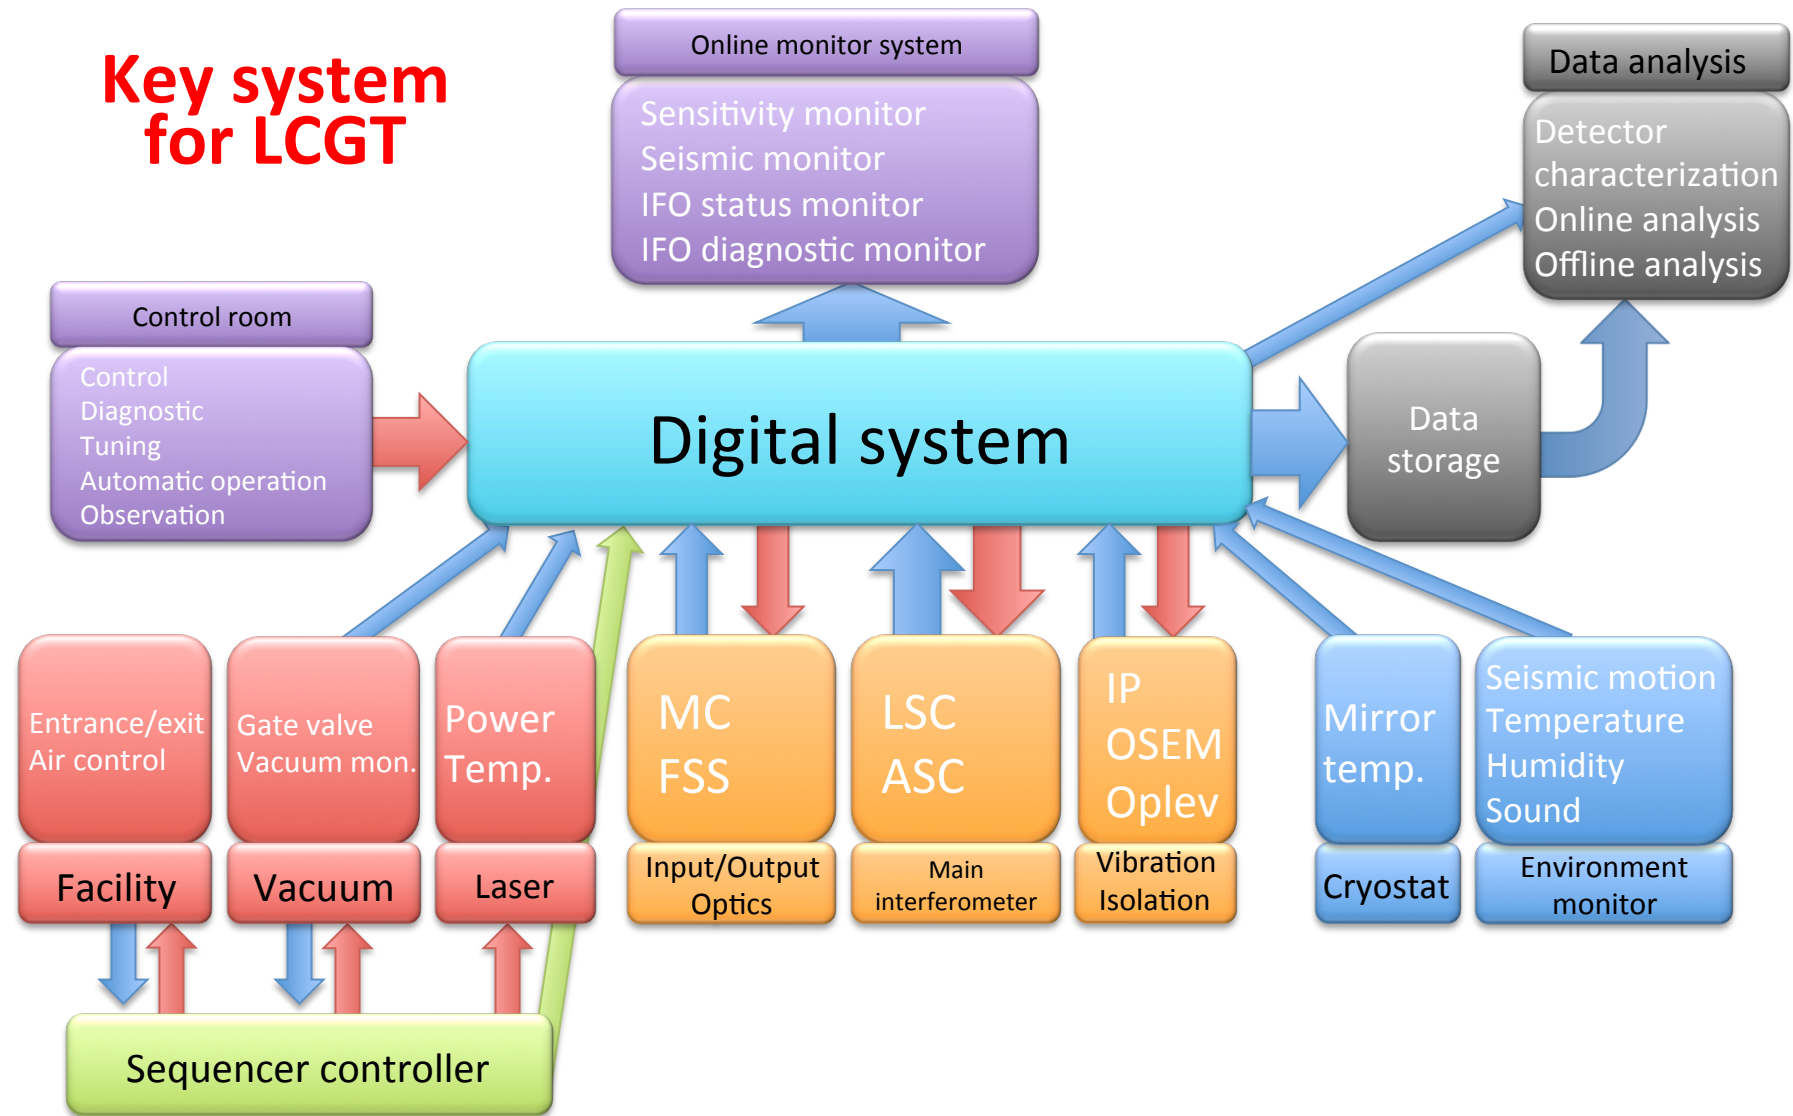 Key system
for LCGT
Online monitor system
Sensitivity monitor
Seismic monitor
IFO status monitor
IFO diagnostic monitor
Data analysis
Detector
characterization
Online analysis
Offline analysis
Control room
Control
Diagnostic
Tuning
Automatic operation
Observation
Digital system
Data
storage
Entrance/exit
Air control
Facility
Gate valve
Vacuum mon.
Vacuum
Power
Temp.
Laser
MC
FSS
Input/Output
Optics
LSC
ASC
Main
interferometer
IP
OSEM
Oplev
Vibration
Isolation
Mirror
temp.
Cryostat
Seismic motion
Temperature
Humidity
Sound
Environment
monitor
Sequencer controller